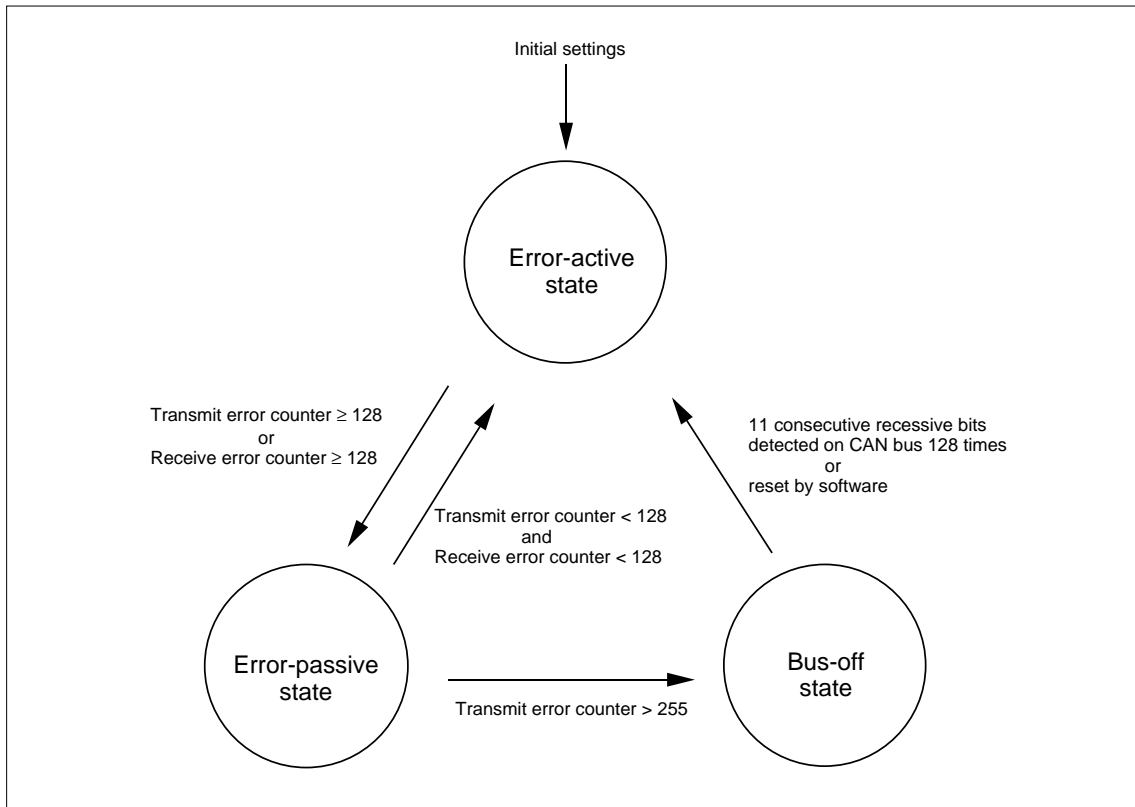 Initial settings
Error-active
state
Transmit error counter ≥ 128
or
Receive error counter ≥ 128
11 consecutive recessive bits
detected on CAN bus 128 times
or
reset by software
Transmit error counter < 128
and
Receive error counter < 128
Error-passive
state
Transmit error counter > 255
Bus-off
state